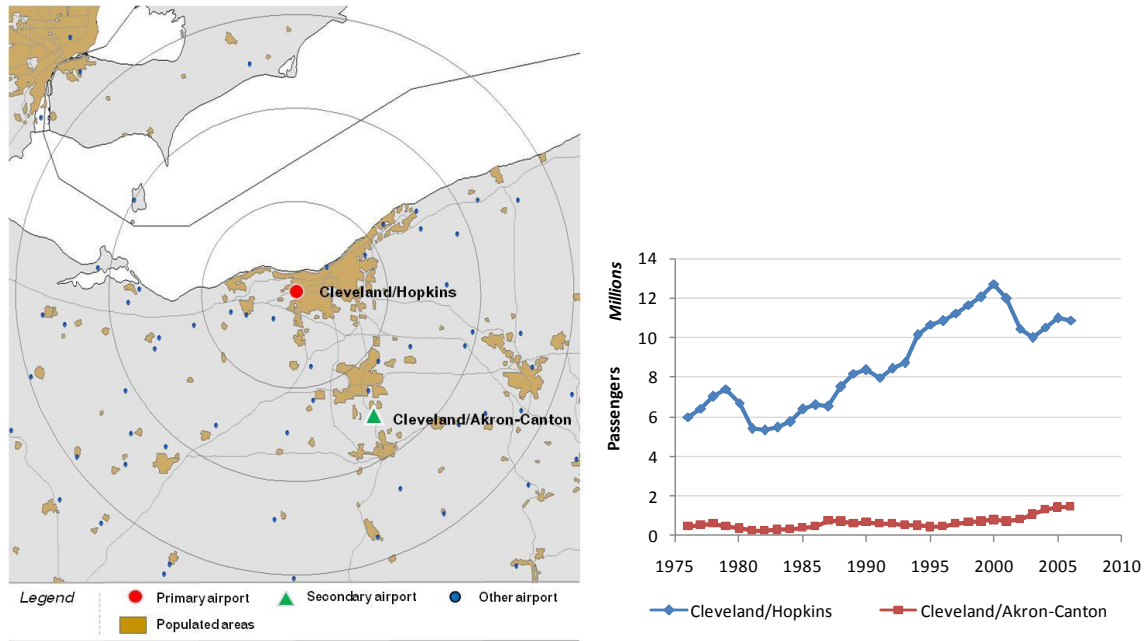 Cleveland/Hopkins
Cleveland/Akron-Canton
Legend
Primary airport
Secondary airport
Other airport
Populated areas
Millions
Passengers
14
12
10
8
6
4
2
0
1975 1980 1985 1990 1995 2000 2005 2010
Cleveland/Hopkins
Cleveland/Akron-Canton